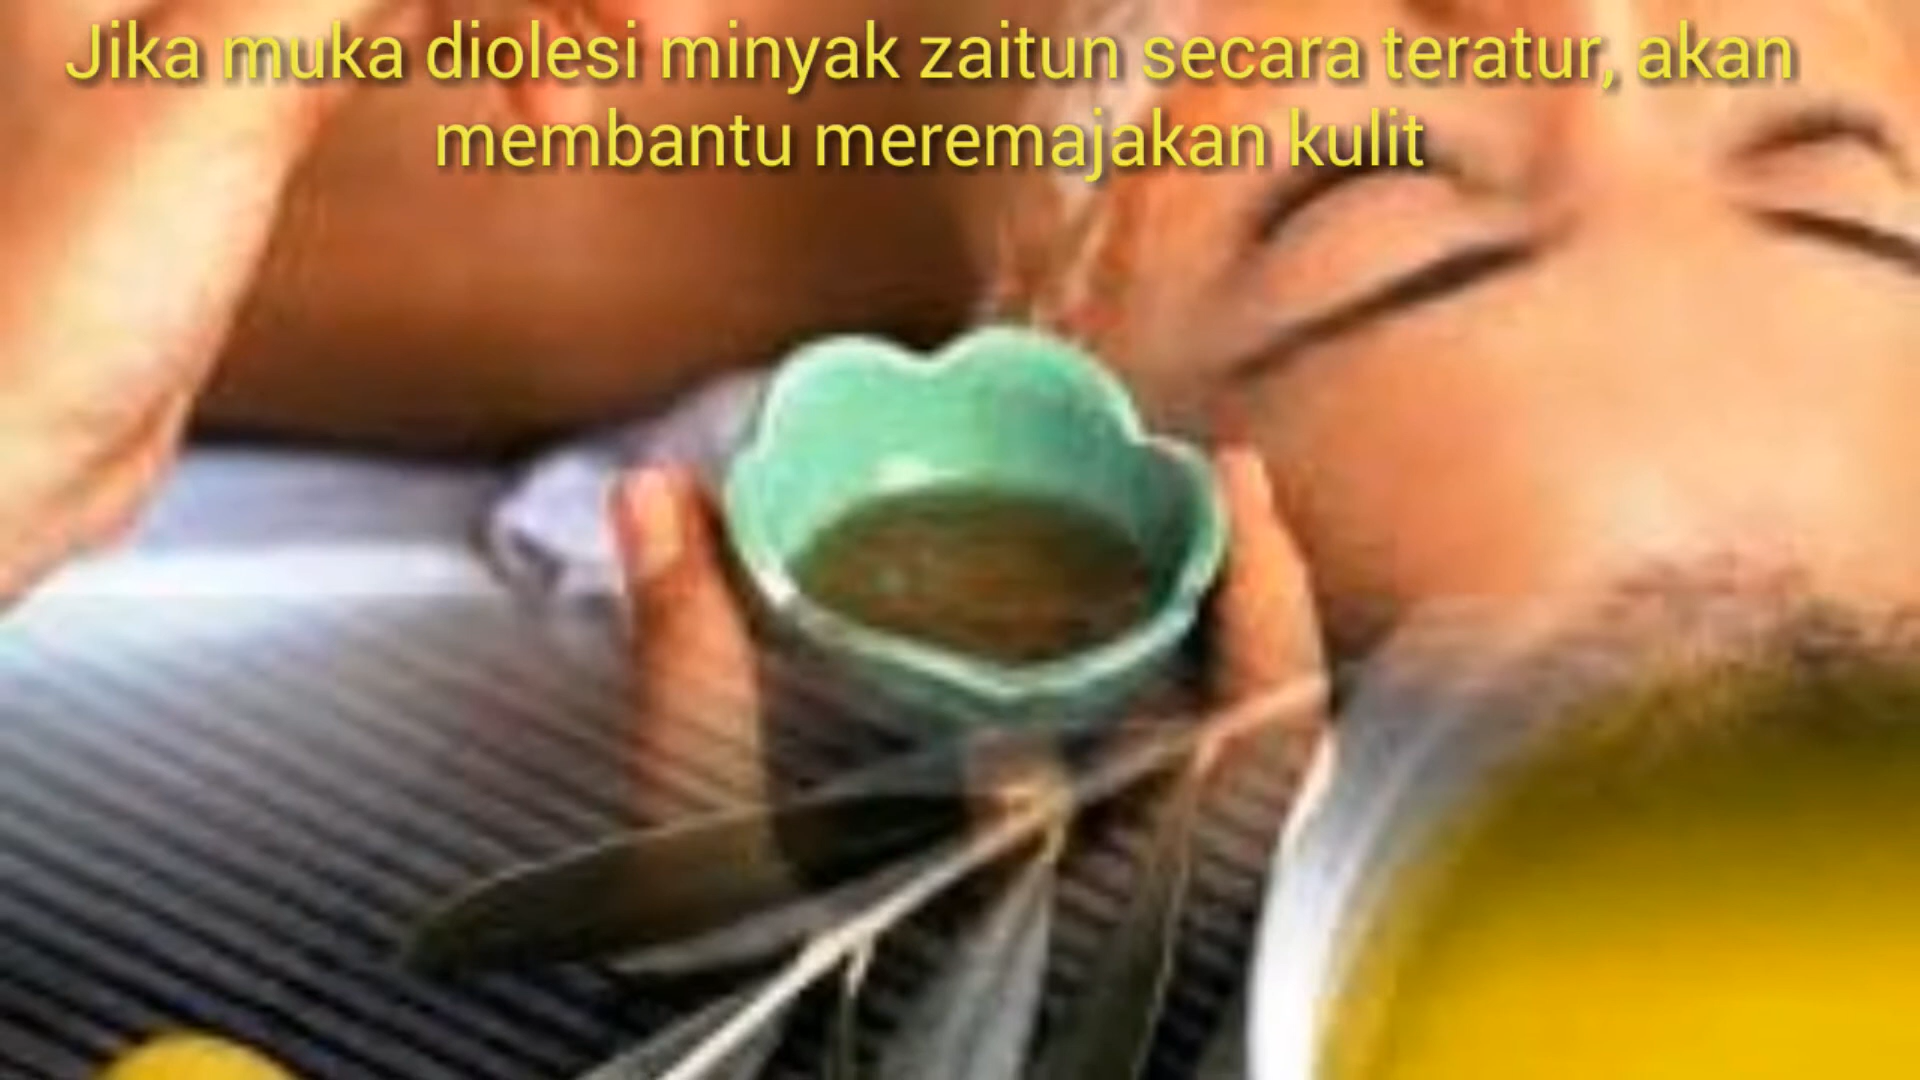 Jika muka diolesi minyak zaitun secara teratur, akan
membantu meremajakan kulit